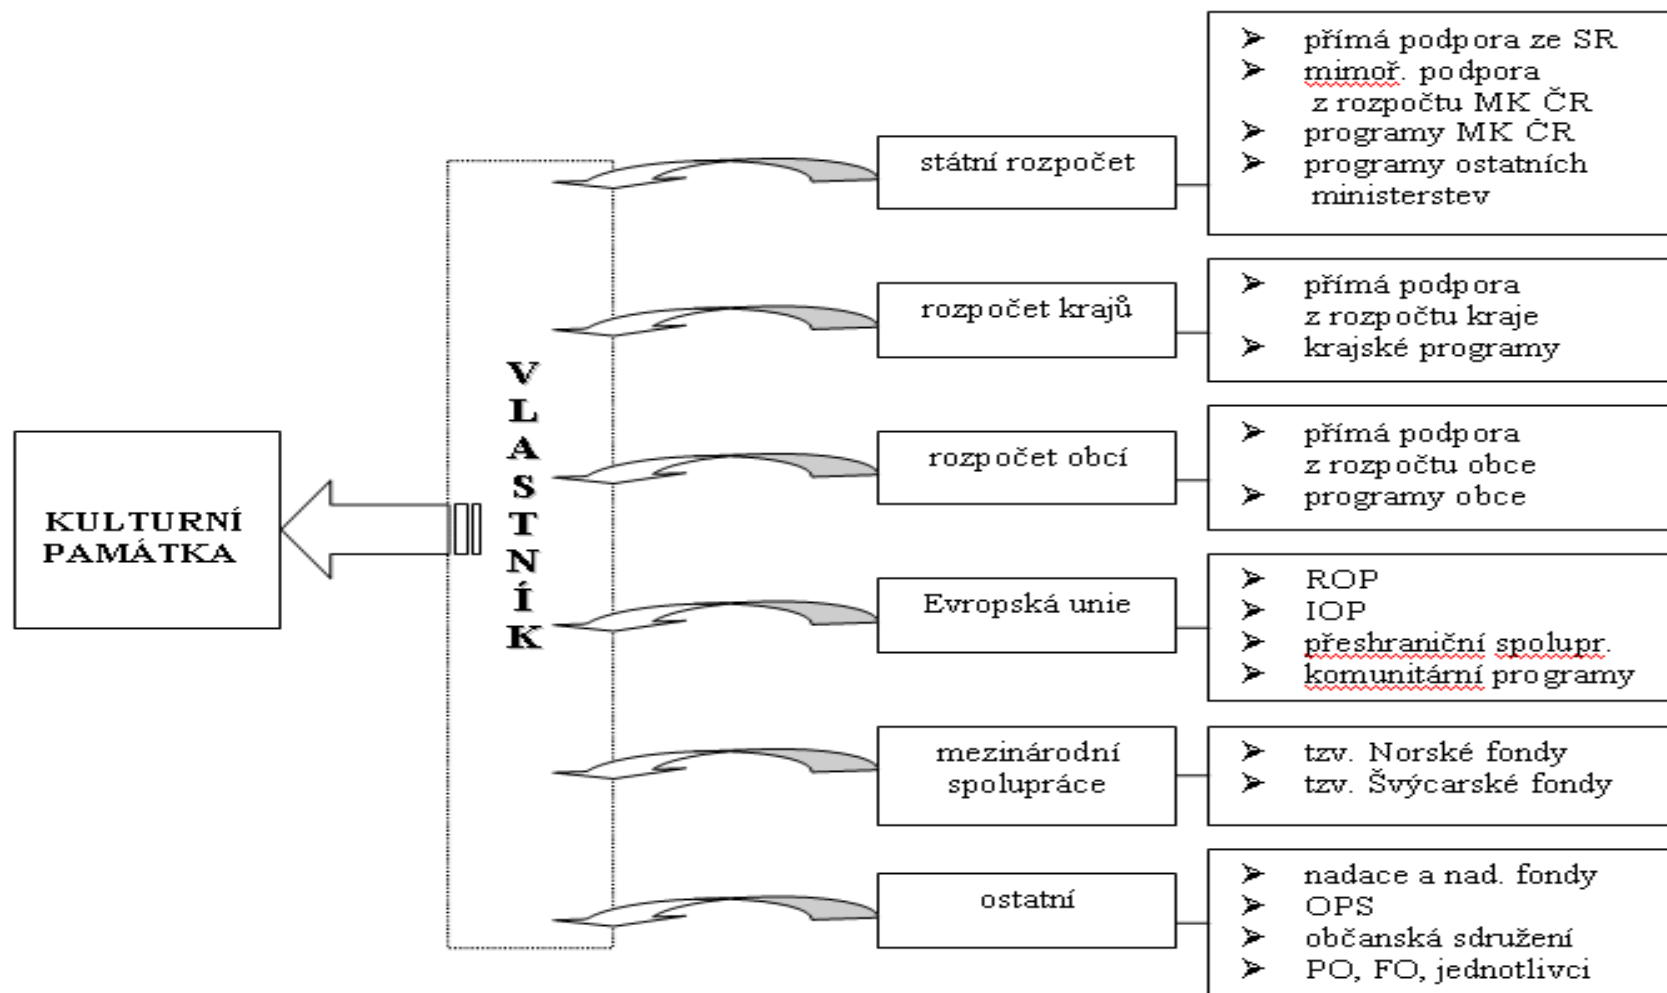 KULTURNÍ
PAMÁTKA
VLASTNÍK
státní rozpočet
přímá podpora ze SR
mimoř. podpora
z rozpočtu MK ČR
programy MK ČR
programy ostatních
ministerstev
rozpočet krajů
přímá podpora
z rozpočtu kraje
krajské programy
rozpočet obcí
přímá podpora
z rozpočtu obce
programy obce
Evropská unie
ROP
IOP
přeshraniční spolupr.
komunitární programy
mezinárodní
spolupráce
tzv. Norské fondy
tzv. Švýcarské fondy
ostatní
nadace a nad. fondy
OPS
občanská sdružení
PO, FO, jednotlivci